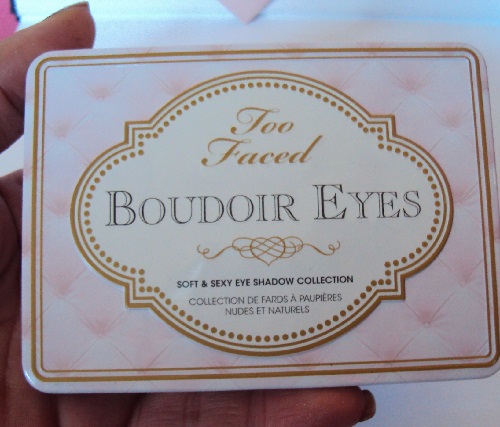 Too
Faced
BOUDOIR EYES
SOFT & SEXY EYE SHADOW COLLECTION
COLLECTION DE FARDS À PAUPIÈRES
NUDES ET NATURELS